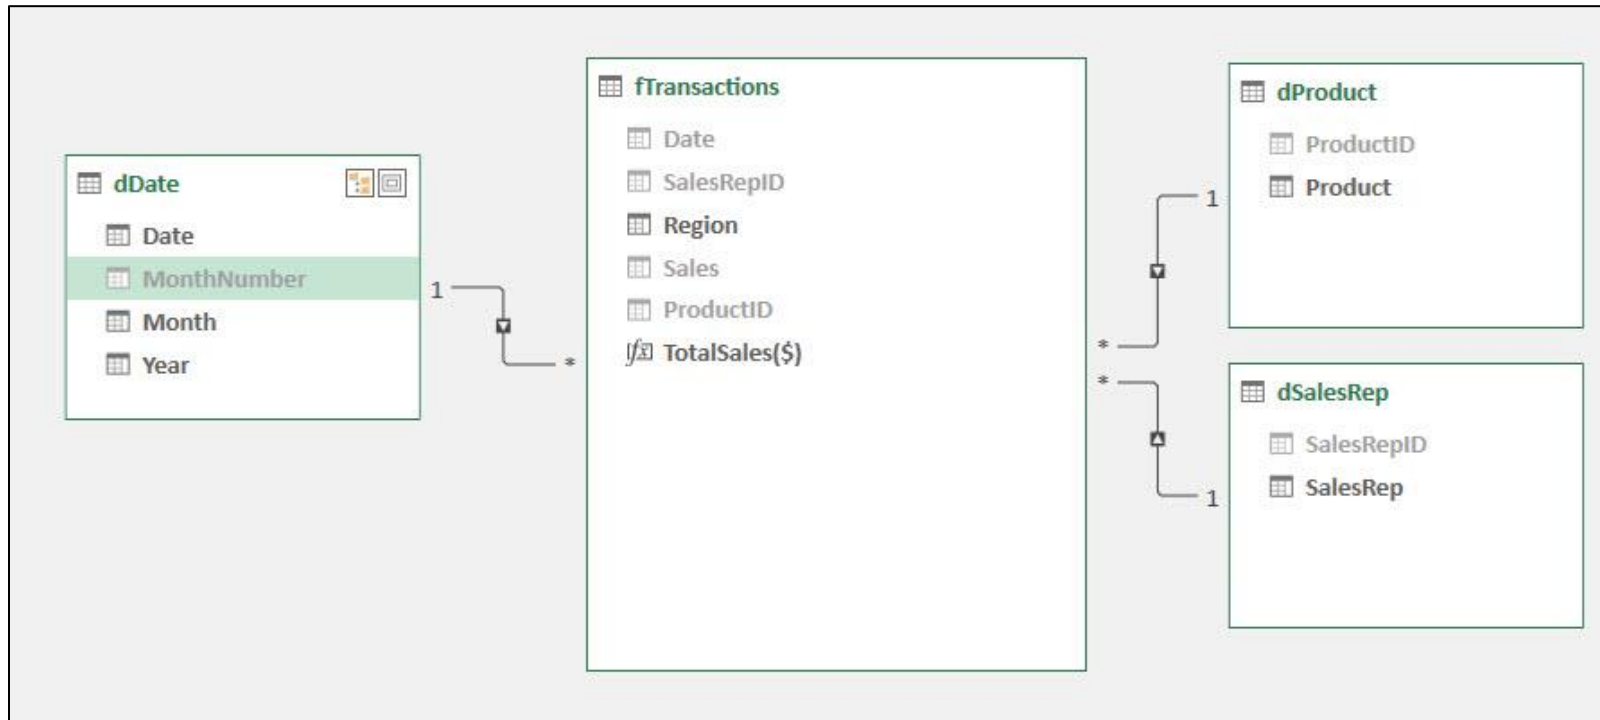 dDate
Date
MonthNumber
Month
Year
1
*
fTransactions
Date
SalesRepID
Region
Sales
ProductID
fx TotalSales($)
*
*
1
1
dProduct
ProductID
Product
dSalesRep
SalesRepID
SalesRep